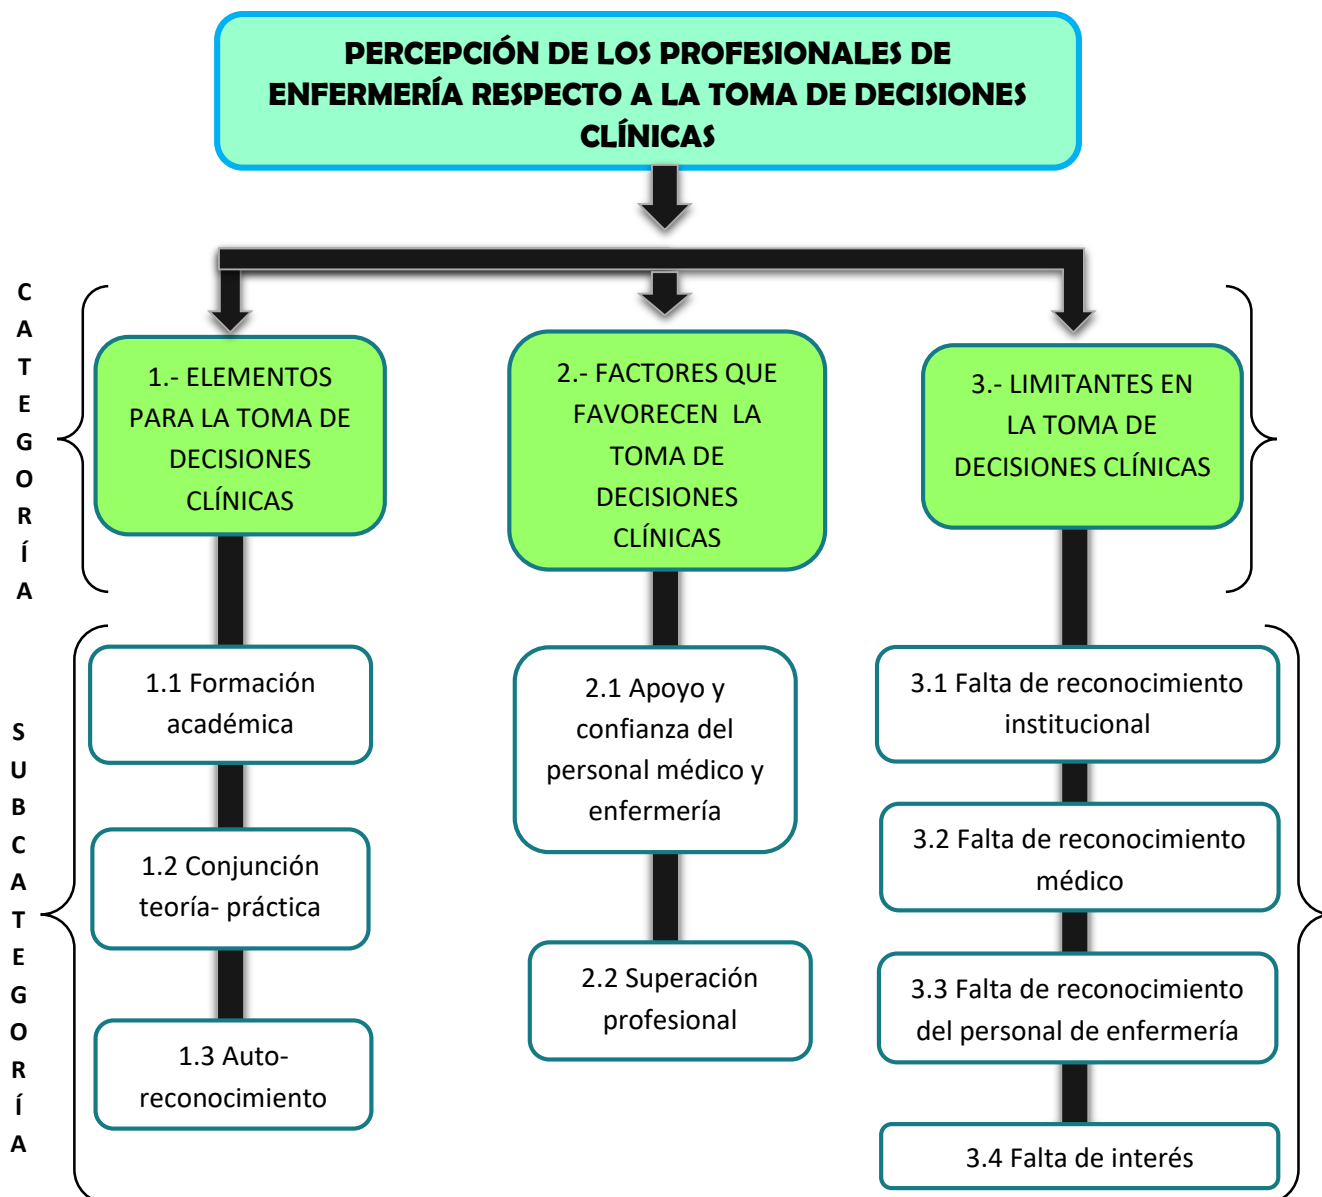 PERCEPCIÓN DE LOS PROFESIONALES DE
ENFERMERÍA RESPECTO A LA TOMA DE DECISIONES
CLÍNICAS
CATEGORÍA
1.- ELEMENTOS
PARA LA TOMA DE
DECISIONES
CLÍNICAS
2.- FACTORES QUE
FAVORECEN LA
TOMA DE
DECISIONES
CLÍNICAS
3.- LIMITANTES EN
LA TOMA DE
DECISIONES CLÍNICAS
SUBCATEGORÍA
1.1 Formación
académica
1.2 Conjunción
teoría- práctica
1.3 Auto-
reconocimiento
2.1 Apoyo y
confianza del
personal médico y
enfermería
2.2 Superación
profesional
3.1 Falta de reconocimiento
institucional
3.2 Falta de reconocimiento
médico
3.3 Falta de reconocimiento
del personal de enfermería
3.4 Falta de interés